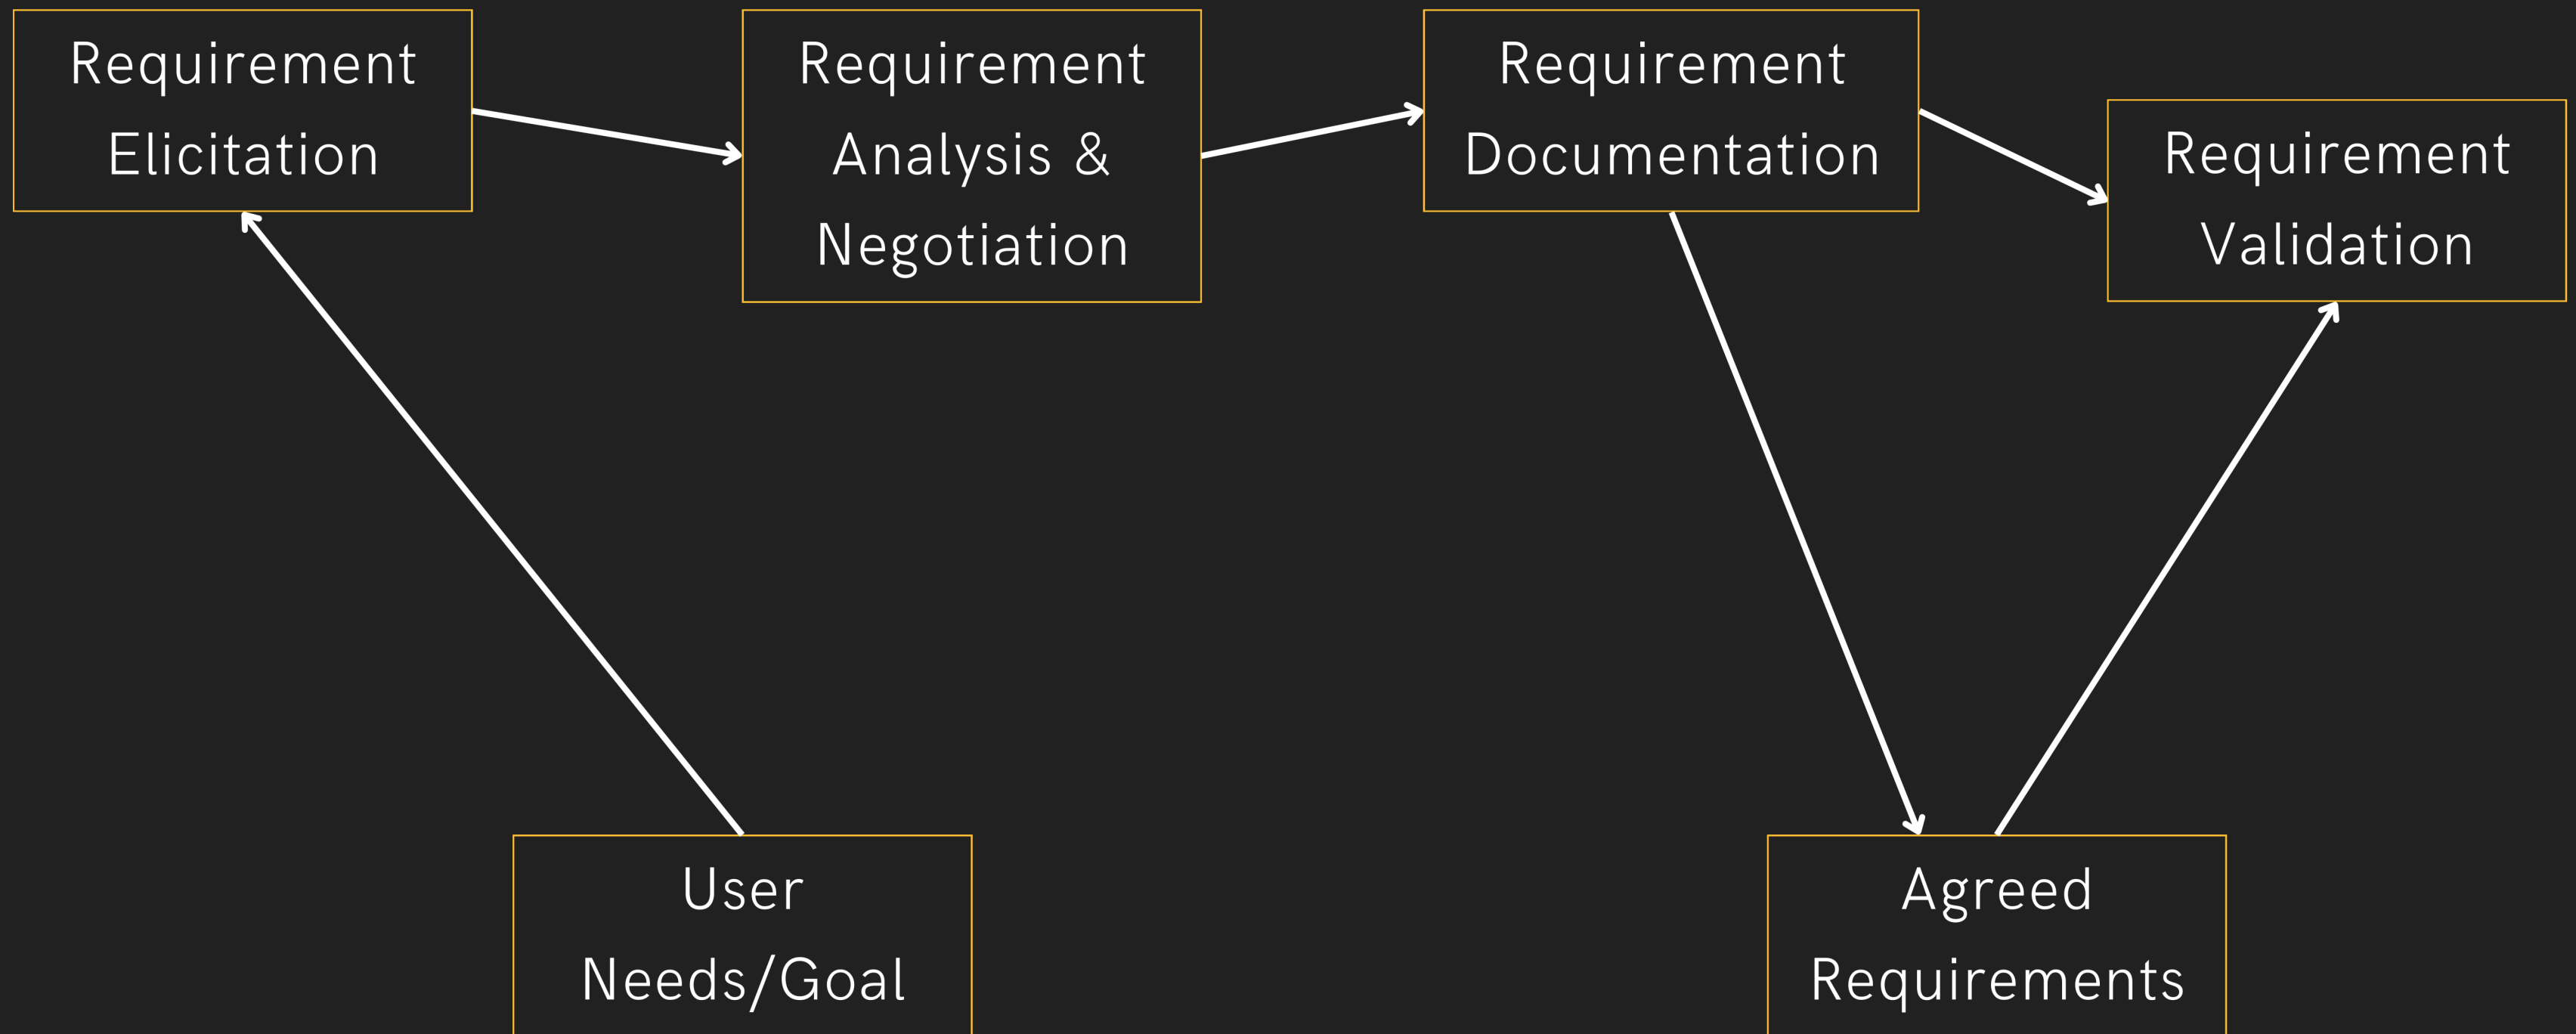 Requirement
Elicitation
Requirement
Analysis &
Negotiation
Requirement
Documentation
Requirement
Validation
User
Needs/Goal
Agreed
Requirements